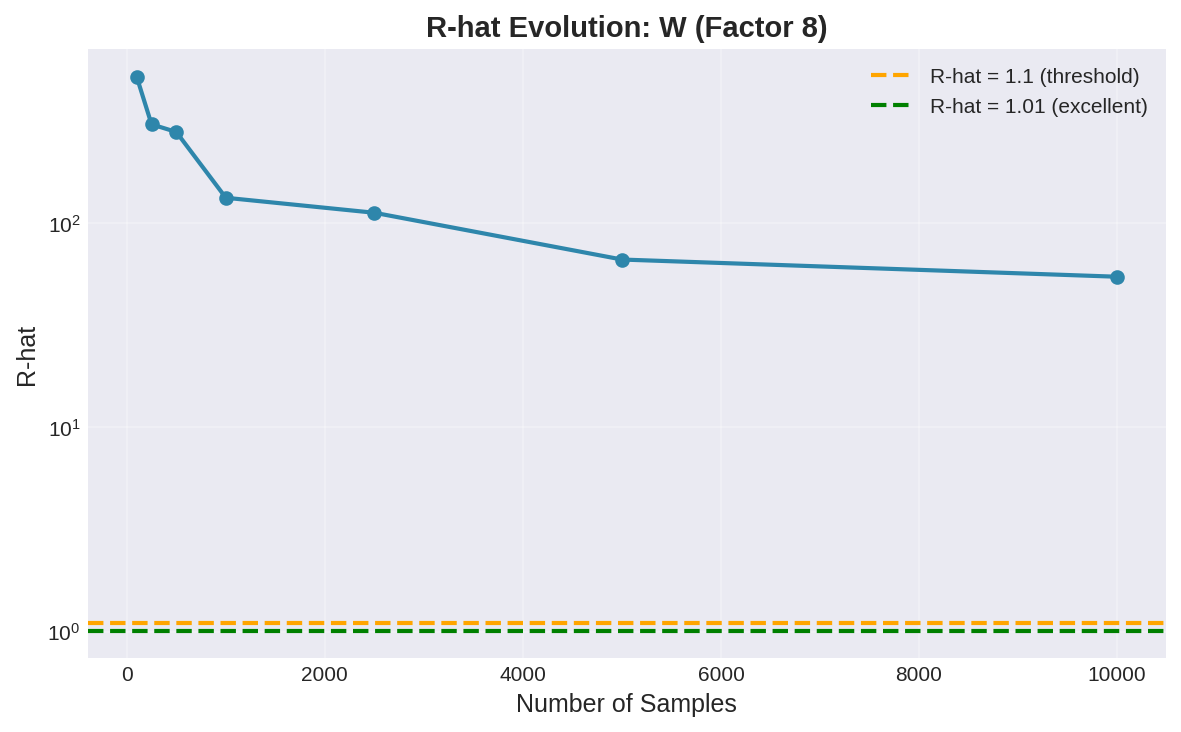 R-hat Evolution: W (Factor 8)
R-hat = 1.1 (threshold)
R-hat = 1.01 (excellent)
10²
10¹
10⁰
R-hat
0 2000 4000 6000 8000 10000
Number of Samples